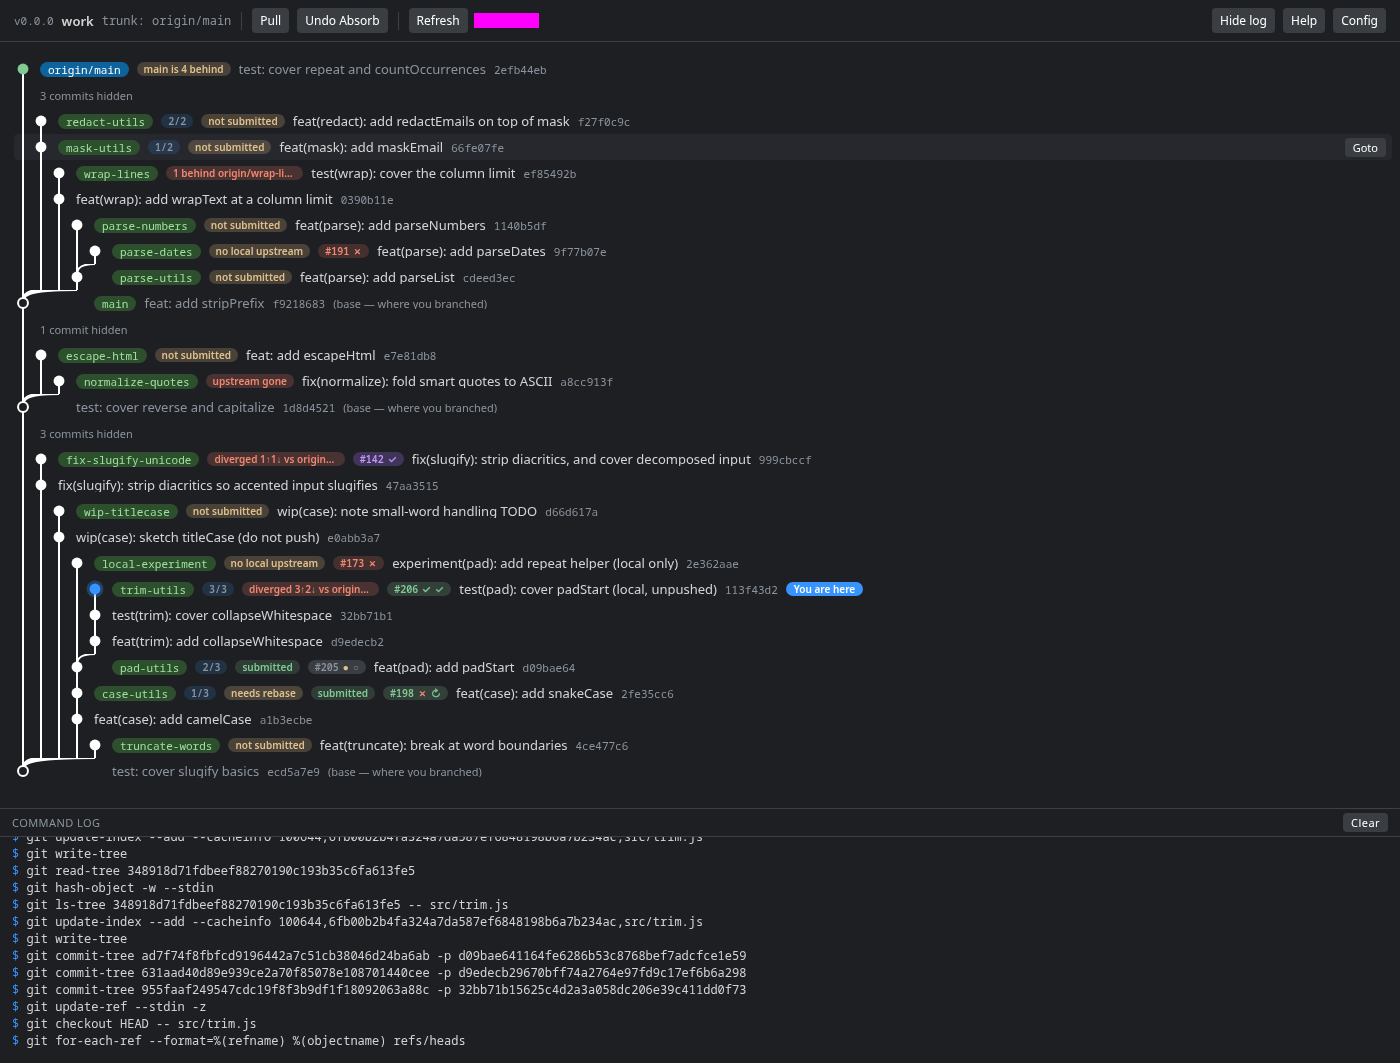 v0.0.0 work trunk: origin/main Pull Undo Absorb Refresh Hide log Help Config
origin/main main is 4 behind test: cover repeat and countOccurrences 2efb44eb
3 commits hidden
redact-utils 2/2 not submitted feat(redact): add redactEmails on top of mask f27f0c9c
mask-utils 1/2 not submitted feat(mask): add maskEmail 66fe07fe Goto
wrap-lines 1 behind origin/wrap-li... test(wrap): cover the column limit ef85492b
feat(wrap): add wrapText at a column limit 0390b11e
parse-numbers not submitted feat(parse): add parseNumbers 1140b5df
parse-dates no local upstream #191 × feat(parse): add parseDates 9f77b07e
parse-utils not submitted feat(parse): add parseList cdeed3ec
main feat: add stripPrefix f9218683 (base — where you branched)
1 commit hidden
escape-html not submitted feat: add escapeHtml e7e81db8
normalize-quotes upstream gone fix(normalize): fold smart quotes to ASCII a8cc913f
test: cover reverse and capitalize 1d8d4521 (base — where you branched)
3 commits hidden
fix-slugify-unicode diverged 1↑1↓ vs origin... #142 ✓ fix(slugify): strip diacritics, and cover decomposed input 999cbccf
fix(slugify): strip diacritics so accented input slugifies 47aa3515
wip-titlecase not submitted wip(case): note small-word handling TODO d66d617a
wip(case): sketch titleCase (do not push) e0abb3a7
local-experiment no local upstream #173 × experiment(pad): add repeat helper (local only) 2e362aae
trim-utils 3/3 diverged 3↑2↓ vs origin... #206 ✓ ✓ test(pad): cover padStart (local, unpushed) 113f43d2 You are here
test(trim): cover collapseWhitespace 32bb71b1
feat(trim): add collapseWhitespace d9edecb2
pad-utils 2/3 submitted #205 ● ○ feat(pad): add padStart d09bae64
case-utils 1/3 needs rebase submitted #198 × ↻ feat(case): add snakeCase 2fe35cc6
feat(case): add camelCase a1b3ecbe
truncate-words not submitted feat(truncate): break at word boundaries 4ce477c6
test: cover slugify basics ecd5a7e9 (base — where you branched)
COMMAND LOG Clear
$ git update-index --add --cacheinfo 100644,6fb00b2b4fa324a7da587ef6848198b6a7b234ac,src/trim.js
$ git write-tree
$ git read-tree 348918d71fdbeef88270190c193b35c6fa613fe5
$ git hash-object -w --stdin
$ git ls-tree 348918d71fdbeef88270190c193b35c6fa613fe5 -- src/trim.js
$ git update-index --add --cacheinfo 100644,6fb00b2b4fa324a7da587ef6848198b6a7b234ac,src/trim.js
$ git write-tree
$ git commit-tree ad7f74f8fbfcd9196442a7c51cb38046d24ba6ab -p d09bae641164fe6286b53c8768bef7adcfce1e59
$ git commit-tree 631aad40d89e939ce2a70f85078e108701440cee -p d9edecb29670bff74a2764e97fd9c17ef6b6a298
$ git commit-tree 955faaf249547cdc19f8f3b9df1f18092063a88c -p 32bb71b15625c4d2a3a058dc206e39c411dd0f73
$ git update-ref --stdin -z
$ git checkout HEAD -- src/trim.js
$ git for-each-ref --format=%(refname) %(objectname) refs/heads